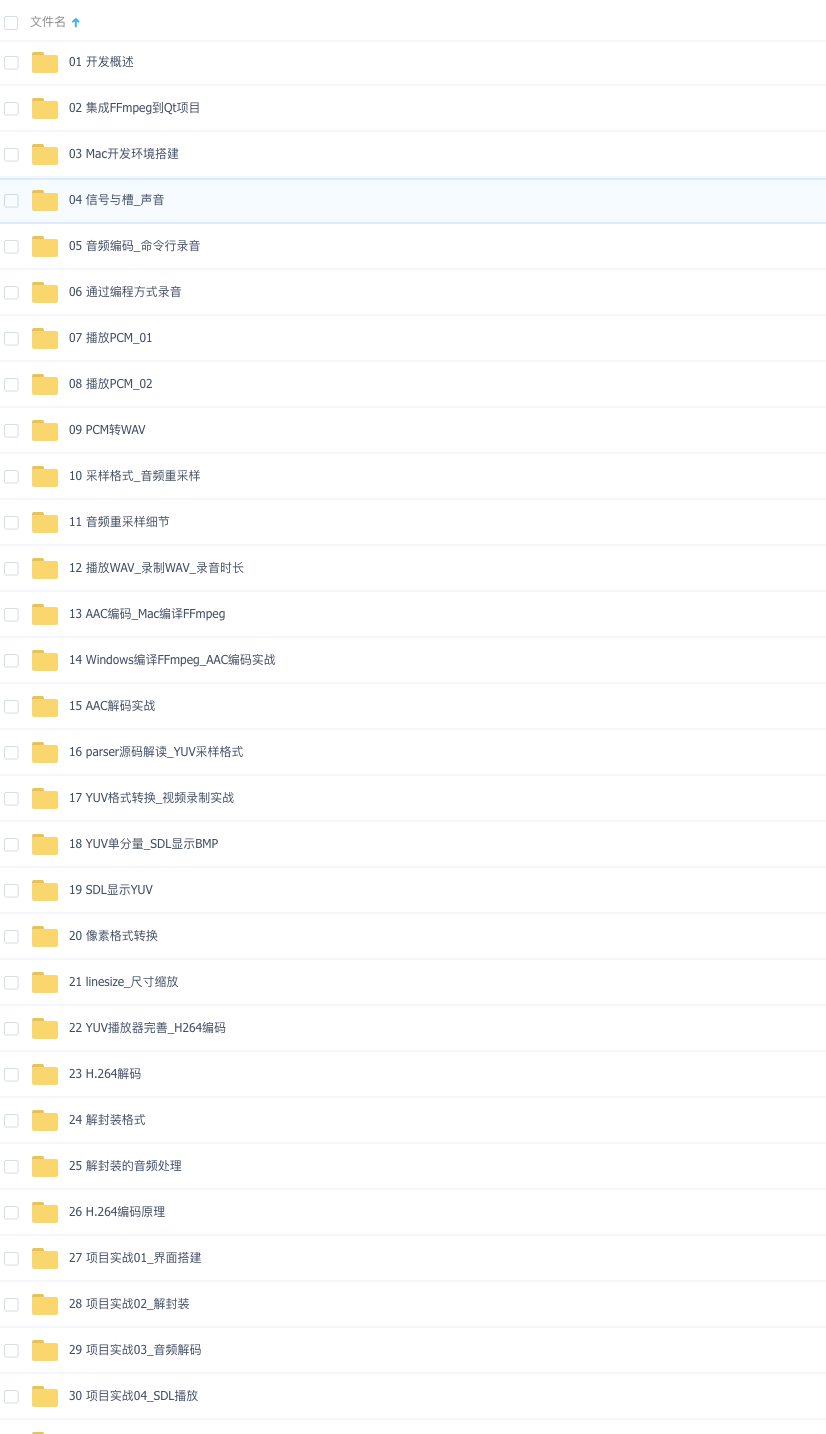 文件名
01 开发概述
02 集成FFmpeg到Qt项目
03 Mac开发环境搭建
04 信号与槽_声音
05 音频编码_命令行录音
06 通过编程方式录音
07 播放PCM_01
08 播放PCM_02
09 PCM转WAV
10 采样格式_音频重采样
11 音频重采样细节
12 播放WAV_录制WAV_录音时长
13 AAC编码_Mac编译FFmpeg
14 Windows编译FFmpeg_AAC编码实战
15 AAC解码实战
16 parser源码解读_YUV采样格式
17 YUV格式转换_视频录制实战
18 YUV单分量_SDL显示BMP
19 SDL显示YUV
20 像素格式转换
21 linesize_尺寸缩放
22 YUV播放器完善_H264编码
23 H.264解码
24 解封装格式
25 解封装的音频处理
26 H.264编码原理
27 项目实战01_界面搭建
28 项目实战02_解封装
29 项目实战03_音频解码
30 项目实战04_SDL播放